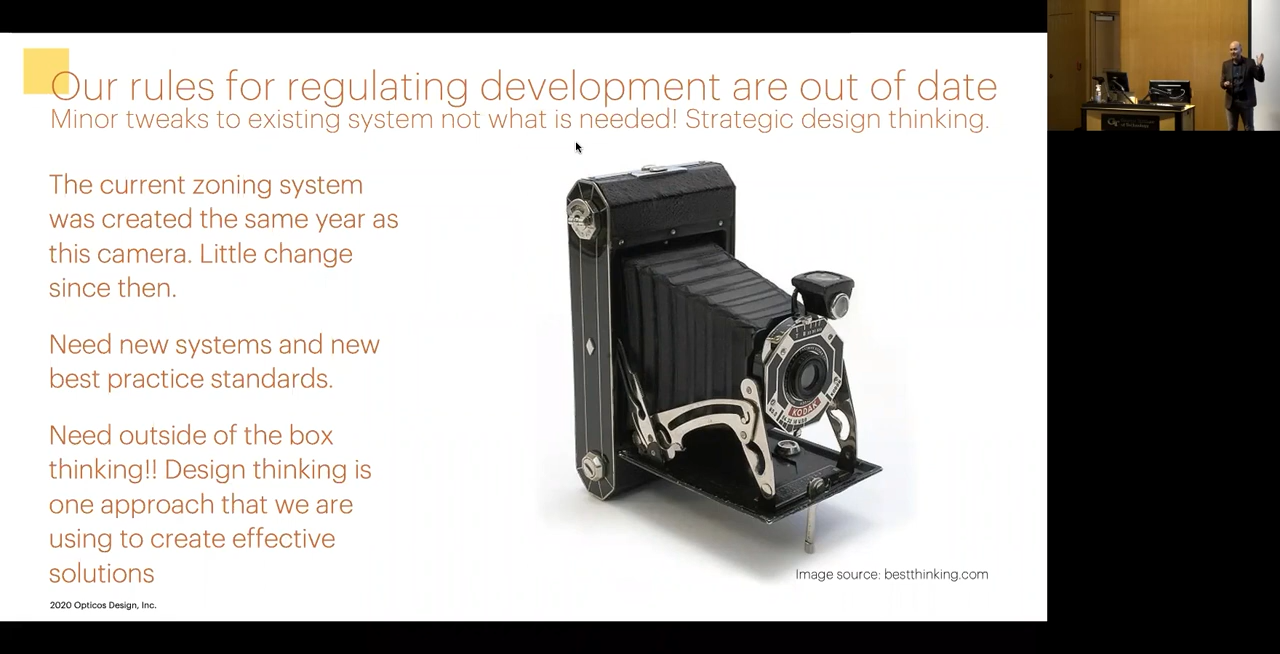 Our rules for regulating development are out of date
Minor tweaks to existing system not what is needed! Strategic design thinking.
The current zoning system
was created the same year as
this camera. Little change
since then.
Need new systems and new
best practice standards.
Need outside of the box
thinking!! Design thinking is
one approach that we are
using to create effective
solutions
KODAK
Image source: bestthinking.com
2020 Opticos Design, Inc.